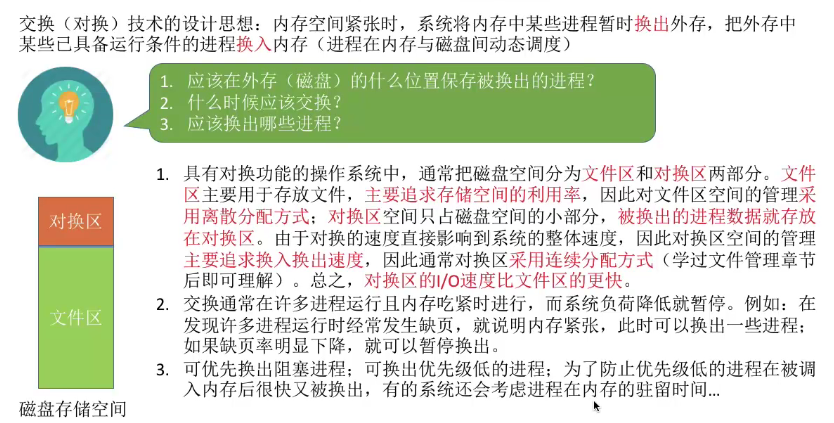 交换（对换）技术的设计思想：内存空间紧张时，系统将内存中某些进程暂时换出外存，把外存中
某些已具备运行条件的进程换入内存（进程在内存与磁盘间动态调度）
1. 应该在外存（磁盘）的什么位置保存被换出的进程？
2. 什么时候应该交换？
3. 应该换出哪些进程？
1. 具有对换功能的操作系统中，通常把磁盘空间分为文件区和对换区两部分。文件
区主要用于存放文件，主要追求存储空间的利用率，因此对文件区空间的管理采
用离散分配方式；对换区空间只占磁盘空间的小部分，被换出的进程数据就存放
在对换区。由于对换的速度直接影响到系统的整体速度，因此对换区空间的管理
主要追求换入换出速度，因此通常对换区采用连续分配方式（学过文件管理章节
后即可理解）。总之，对换区的I/O速度比文件区的更快。
2. 交换通常在许多进程运行且内存吃紧时进行，而系统负荷降低就暂停。例如：在
发现许多进程运行时经常发生缺页，就说明内存紧张，此时可以换出一些进程；
如果缺页率明显下降，就可以暂停换出。
3. 可优先换出阻塞进程；可换出优先级低的进程；为了防止优先级低的进程在被调
入内存后很快又被换出，有的系统还会考虑进程在内存的驻留时间…
对换区
文件区
磁盘存储空间